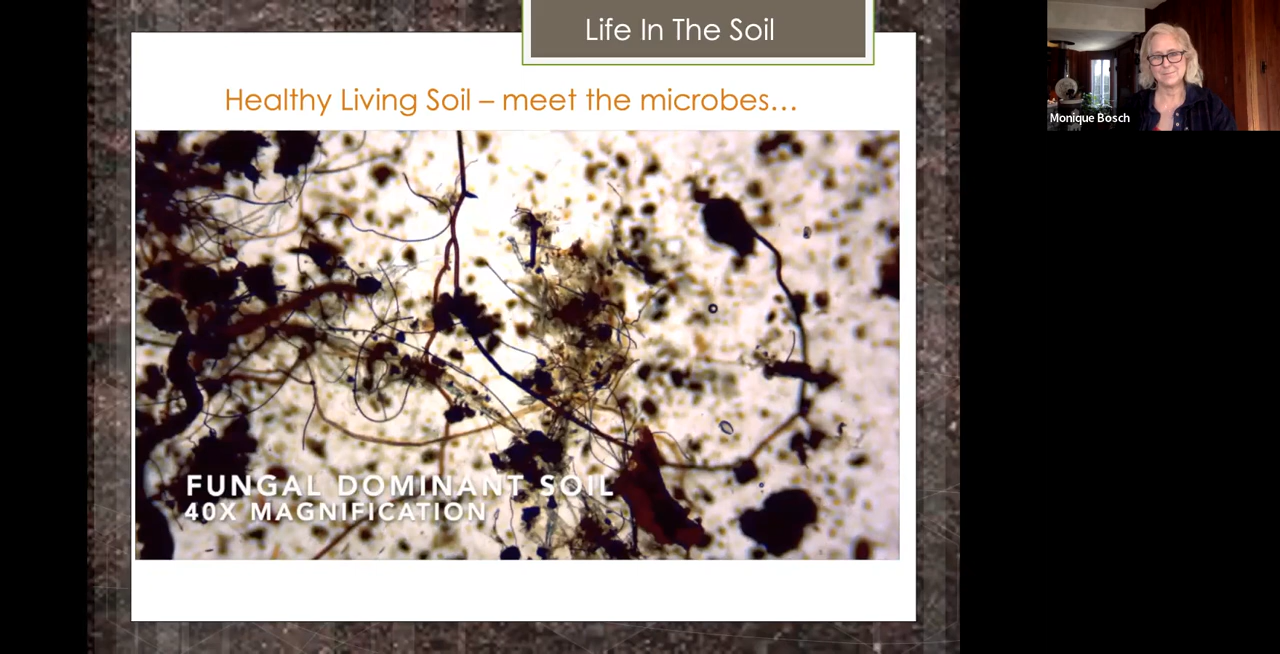 Life In The Soil
Healthy Living Soil – meet the microbes…
FUNGAL DOMINANT SOIL
40X MAGNIFICATION
Monique Bosch